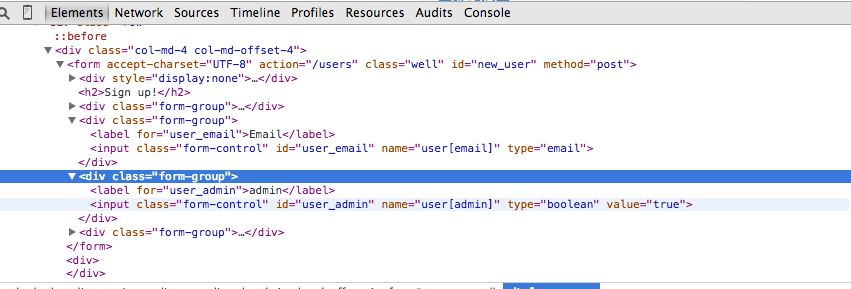 Elements Network Sources Timeline Profiles Resources Audits Console
::before
▼<div class="col-md-4 col-md-offset-4">
▼<form accept-charset="UTF-8" action="/users" class="well" id="new_user" method="post">
▶<div style="display:none">…</div>
<h2>Sign up!</h2>
▶<div class="form-group">…</div>
▼<div class="form-group">
<label for="user_email">Email</label>
<input class="form-control" id="user_email" name="user[email]" type="email">
</div>
▼<div class="form-group">
<label for="user_admin">admin</label>
<input class="form-control" id="user_admin" name="user[admin]" type="boolean" value="true">
</div>
▶<div class="form-group">…</div>
</form>
<div>
</div>